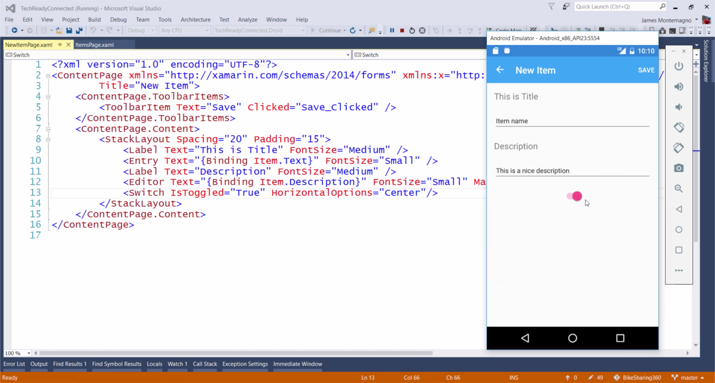 TechReadyConnected (Running) - Microsoft Visual Studio
Quick Launch (Ctrl+Q)
File Edit View Project Build Debug Team Tools Architecture Test Analyze Window Help
James Montemagno
Debug Any CPU TechReadyConnected.Droid Continue
NewItemPage.xaml ItemsPage.xaml
Switch Switch
1 <?xml version="1.0" encoding="UTF-8"?>
2 <ContentPage xmlns="http://xamarin.com/schemas/2014/forms" xmlns:x="http:
3 Title="New Item">
4 <ContentPage.ToolbarItems>
5 <ToolbarItem Text="Save" Clicked="Save_Clicked" />
6 </ContentPage.ToolbarItems>
7 <ContentPage.Content>
8 <StackLayout Spacing="20" Padding="15">
9 <Label Text="This is Title" FontSize="Medium" />
10 <Entry Text="{Binding Item.Text}" FontSize="Small" />
11 <Label Text="Description" FontSize="Medium" />
12 <Editor Text="{Binding Item.Description}" FontSize="Small" Ma
13 <Switch IsToggled="True" HorizontalOptions="Center"/>
14 </StackLayout>
15 </ContentPage.Content>
16 </ContentPage>
17
Android Emulator - Android_x86_API23:5554
10:10
New Item SAVE
This is Title
Item name
Description
This is a nice description
Solution Explorer
100 %
Error List Output Find Results 1 Find Symbol Results Locals Watch 1 Call Stack Exception Settings Immediate Window
Ready Ln 13 Col 66 Ch 66 INS 0 49 BikeSharing360 master